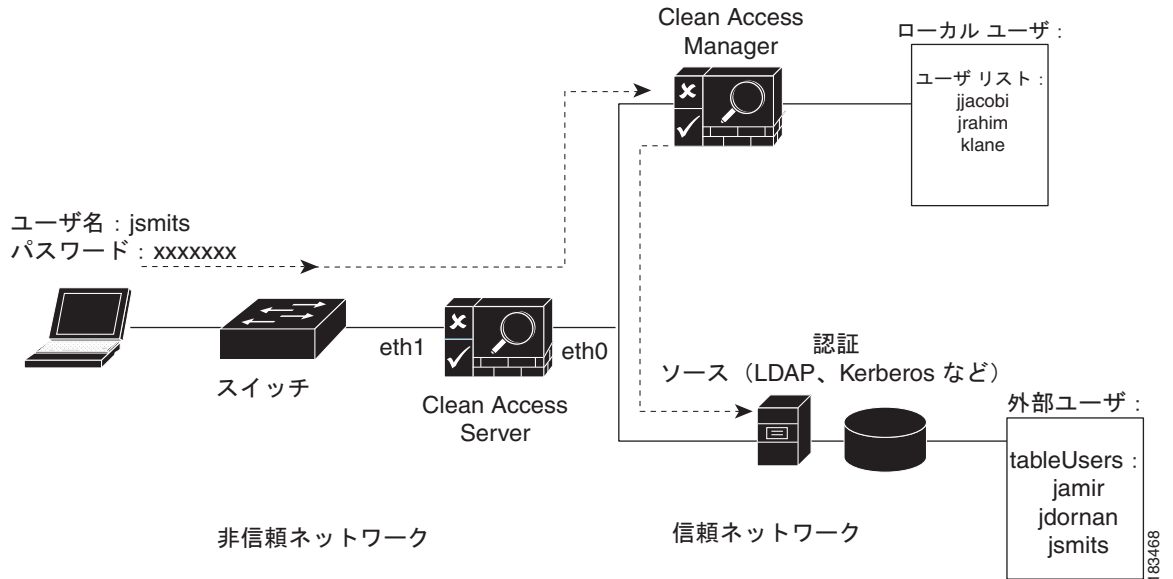 Clean Access
Manager
ローカル ユーザ：
ユーザ リスト：
jjacobi
jrahim
klane
ユーザ名：jsmits
パスワード：xxxxxxx
スイッチ
eth1
Clean Access
Server
eth0
認証
ソース（LDAP、Kerberos など）
外部ユーザ：
tableUsers：
jamir
jdornan
jsmits
非信頼ネットワーク
信頼ネットワーク
183468